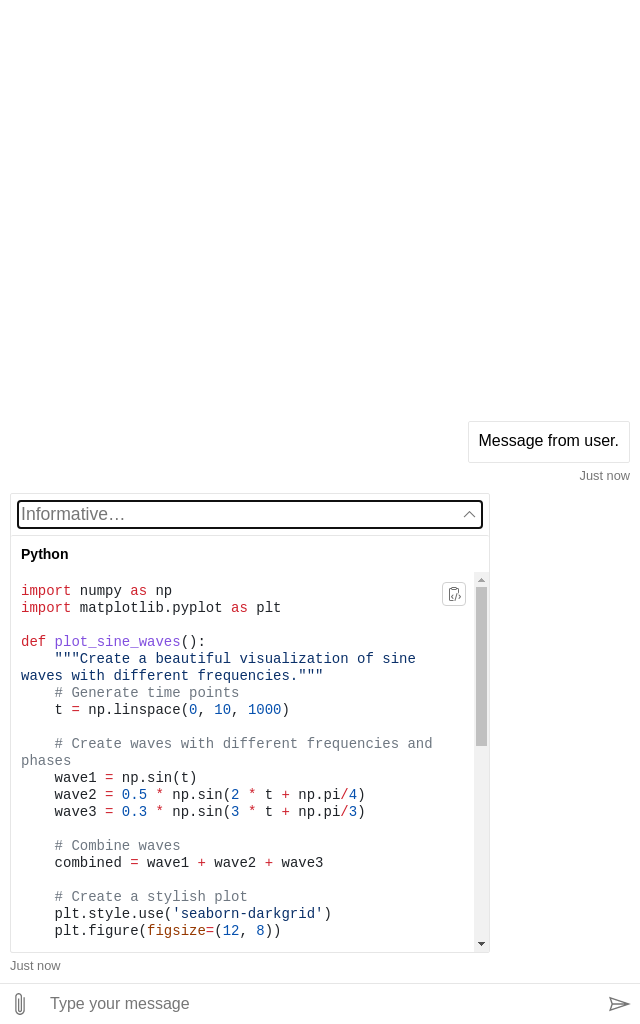 Message from user.
Just now
Informative…
Python
import numpy as np
import matplotlib.pyplot as plt
def plot_sine_waves():
    """Create a beautiful visualization of sine
waves with different frequencies."""
    # Generate time points
    t = np.linspace(0, 10, 1000)
    # Create waves with different frequencies and
phases
    wave1 = np.sin(t)
    wave2 = 0.5 * np.sin(2 * t + np.pi/4)
    wave3 = 0.3 * np.sin(3 * t + np.pi/3)
    # Combine waves
    combined = wave1 + wave2 + wave3
    # Create a stylish plot
    plt.style.use('seaborn-darkgrid')
    plt.figure(figsize=(12, 8))
Just now
Type your message